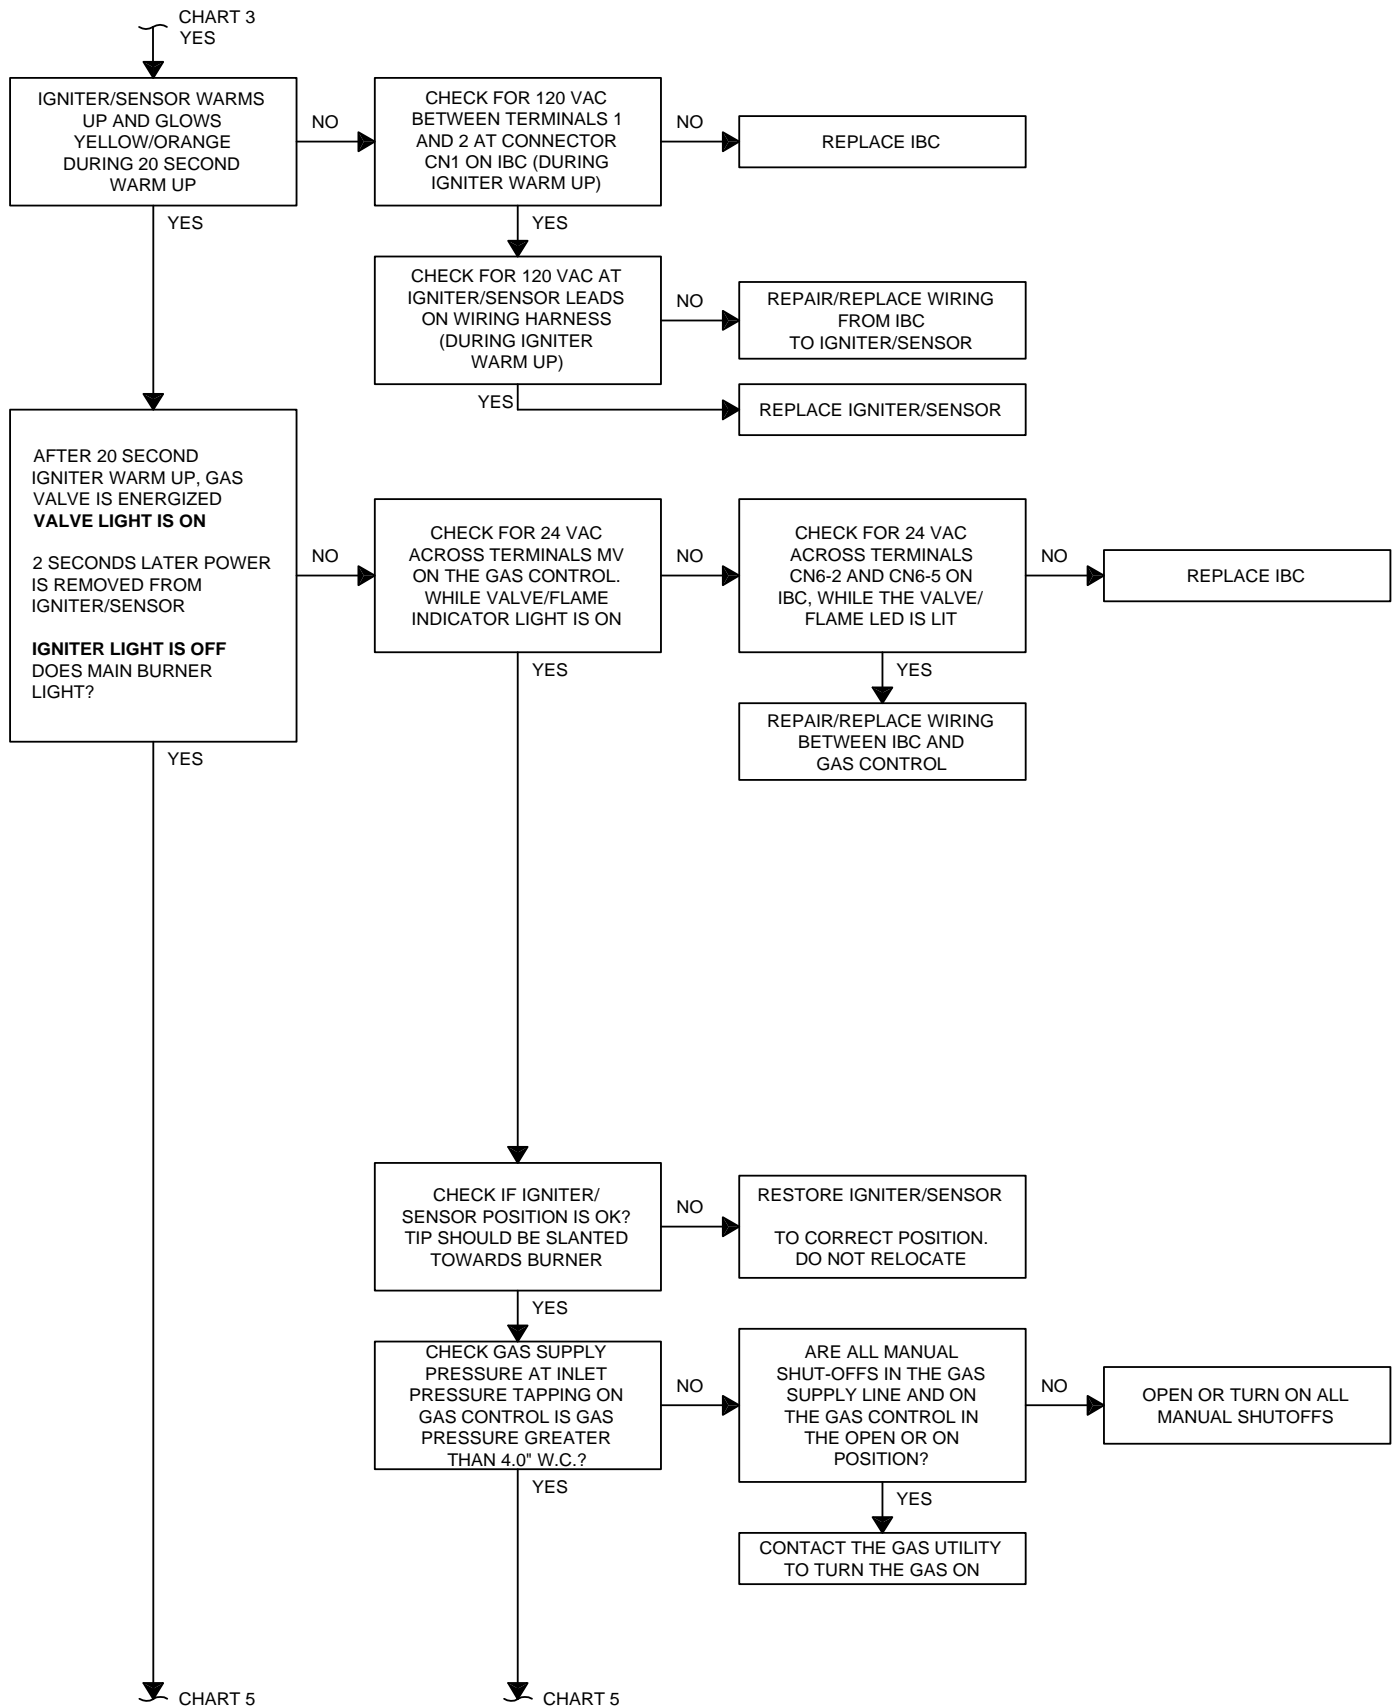 CHART 3
YES
IGNITER/SENSOR WARMS
UP AND GLOWS
YELLOW/ORANGE
DURING 20 SECOND
WARM UP
NO
CHECK FOR 120 VAC
BETWEEN TERMINALS 1
AND 2 AT CONNECTOR
CN1 ON IBC (DURING
IGNITER WARM UP)
NO
REPLACE IBC
YES
YES
CHECK FOR 120 VAC AT
IGNITER/SENSOR LEADS
ON WIRING HARNESS
(DURING IGNITER
WARM UP)
NO
REPAIR/REPLACE WIRING
FROM IBC
TO IGNITER/SENSOR
YES
REPLACE IGNITER/SENSOR
AFTER 20 SECOND
IGNITER WARM UP, GAS
VALVE IS ENERGIZED
VALVE LIGHT IS ON
2 SECONDS LATER POWER
IS REMOVED FROM
IGNITER/SENSOR
IGNITER LIGHT IS OFF
DOES MAIN BURNER
LIGHT?
NO
CHECK FOR 24 VAC
ACROSS TERMINALS MV
ON THE GAS CONTROL.
WHILE VALVE/FLAME
INDICATOR LIGHT IS ON
NO
CHECK FOR 24 VAC
ACROSS TERMINALS
CN6-2 AND CN6-5 ON
IBC, WHILE THE VALVE/
FLAME LED IS LIT
NO
REPLACE IBC
YES
YES
REPAIR/REPLACE WIRING
BETWEEN IBC AND
GAS CONTROL
YES
CHECK IF IGNITER/
SENSOR POSITION IS OK?
TIP SHOULD BE SLANTED
TOWARDS BURNER
NO
RESTORE IGNITER/SENSOR
TO CORRECT POSITION.
DO NOT RELOCATE
YES
CHECK GAS SUPPLY
PRESSURE AT INLET
PRESSURE TAPPING ON
GAS CONTROL IS GAS
PRESSURE GREATER
THAN 4.0" W.C.?
NO
ARE ALL MANUAL
SHUT-OFFS IN THE GAS
SUPPLY LINE AND ON
THE GAS CONTROL IN
THE OPEN OR ON
POSITION?
NO
OPEN OR TURN ON ALL
MANUAL SHUTOFFS
YES
YES
CONTACT THE GAS UTILITY
TO TURN THE GAS ON
CHART 5
CHART 5